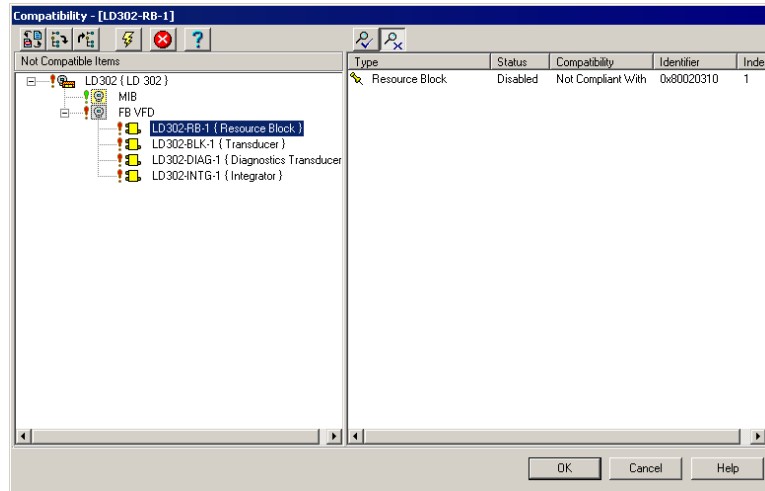 Compatibility - [LD302-RB-1]
Not Compatible Items
LD302 { LD 302 }
MIB
FB VFD
LD302-RB-1 { Resource Block }
LD302-BLK-1 { Transducer }
LD302-DIAG-1 { Diagnostics Transducer
LD302-INTG-1 { Integrator }
Type Status Compatibility Identifier Inde
Resource Block Disabled Not Compliant With 0x80020310 1
OK Cancel Help